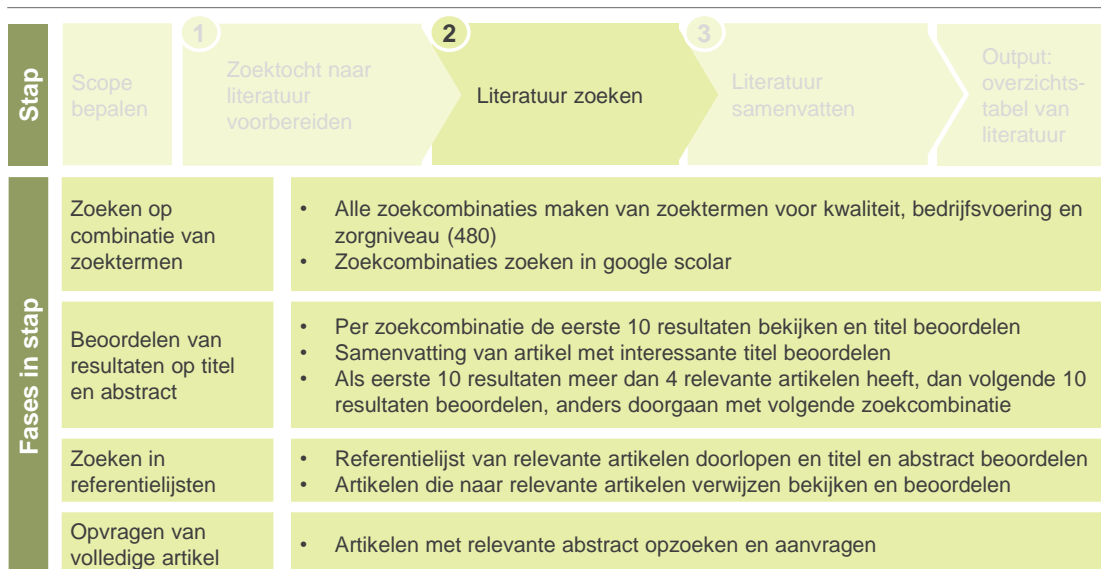 Stap
Scope
bepalen
1
Zoektocht naar
literatuur
voorbereiden
2
Literatuur zoeken
3
Literatuur
samenvatten
Output:
overzichts-
tabel van
literatuur
Fases in stap
Zoeken op
combinatie van
zoektermen
• Alle zoekcombinaties maken van zoektermen voor kwaliteit, bedrijfsvoering en
zorgniveau (480)
• Zoekcombinaties zoeken in google scolar
Beoordelen van
resultaten op titel
en abstract
• Per zoekcombinatie de eerste 10 resultaten bekijken en titel beoordelen
• Samenvatting van artikel met interessante titel beoordelen
• Als eerste 10 resultaten meer dan 4 relevante artikelen heeft, dan volgende 10
resultaten beoordelen, anders doorgaan met volgende zoekcombinatie
Zoeken in
referentielijsten
• Referentielijst van relevante artikelen doorlopen en titel en abstract beoordelen
• Artikelen die naar relevante artikelen verwijzen bekijken en beoordelen
Opvragen van
volledige artikel
• Artikelen met relevante abstract opzoeken en aanvragen